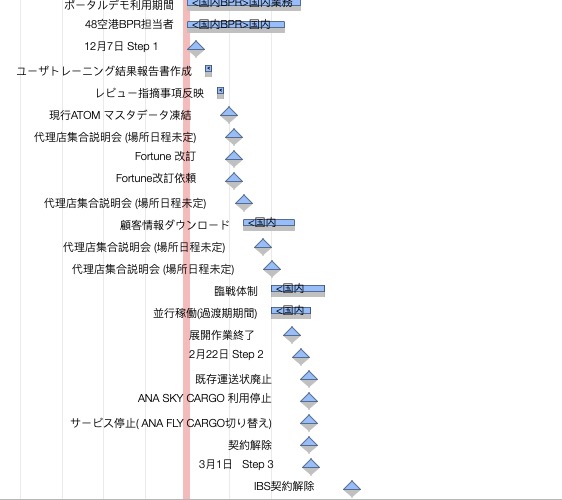 ポータルデモ利用期間 <国内BPR>国内業務
48空港BPR担当者 <国内BPR>国内
12月7日 Step 1
ユーザトレーニング結果報告書作成
レビュー指摘事項反映
現行ATOM マスタデータ凍結
代理店集合説明会 (場所日程未定)
Fortune 改訂
Fortune改訂依頼
代理店集合説明会 (場所日程未定)
顧客情報ダウンロード <国内
代理店集合説明会 (場所日程未定)
代理店集合説明会 (場所日程未定)
臨戦体制 <国内
並行稼働(過渡期期間) <国内
展開作業終了
2月22日 Step 2
既存運送状廃止
ANA SKY CARGO 利用停止
サービス停止( ANA FLY CARGO切り替え)
契約解除
3月1日 Step 3
IBS契約解除